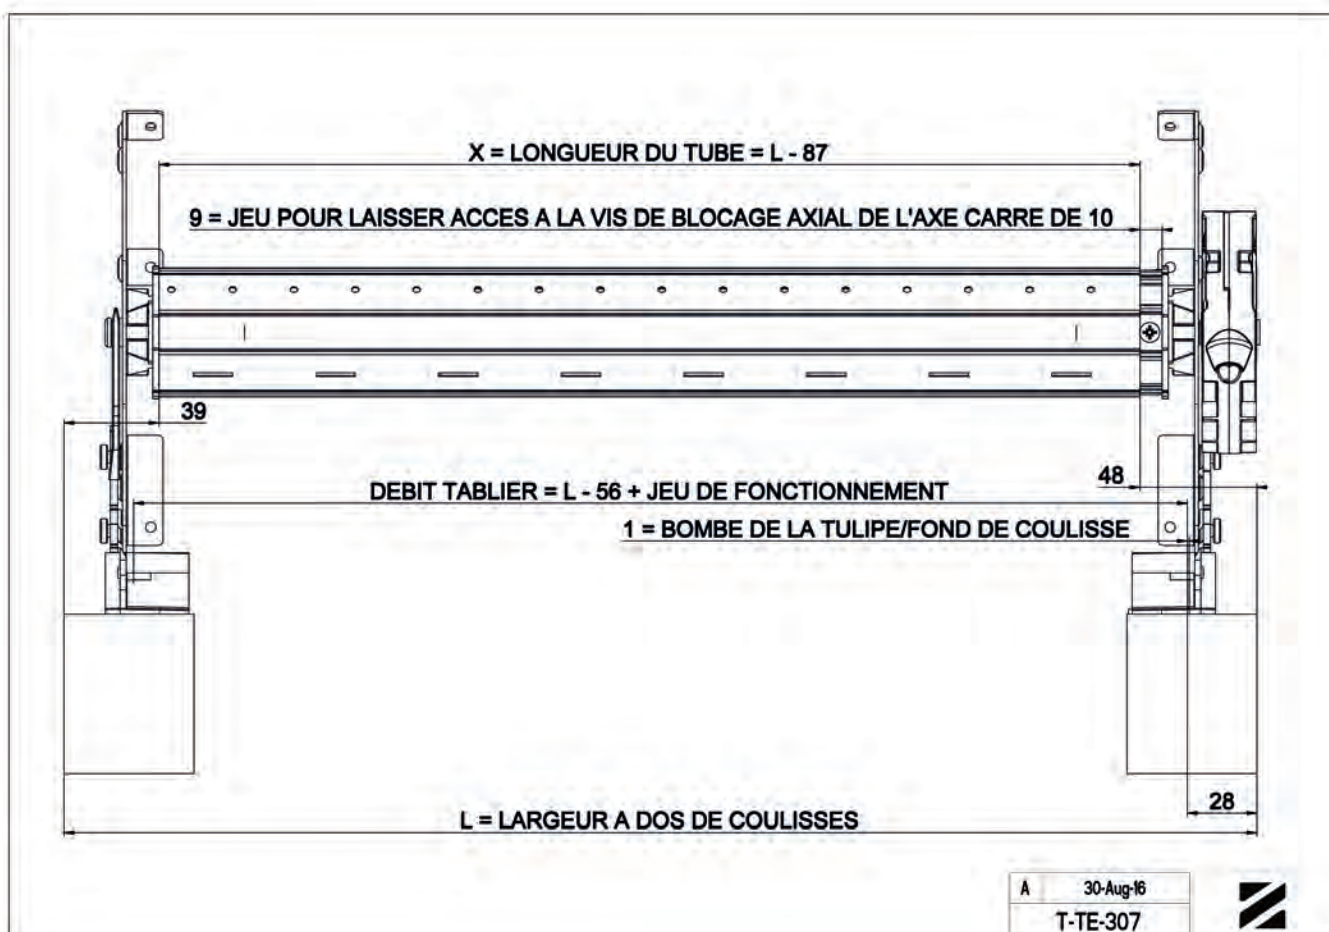 X = LONGUEUR DU TUBE = L - 87
9 = JEU POUR LAISSER ACCES A LA VIS DE BLOCAGE AXIAL DE L'AXE CARRE DE 10
39
48
DEBIT TABLIER = L - 56 + JEU DE FONCTIONNEMENT
1 = BOMBE DE LA TULIPE/FOND DE COULISSE
28
L = LARGEUR A DOS DE COULISSES
A 30-Aug-16
T-TE-307